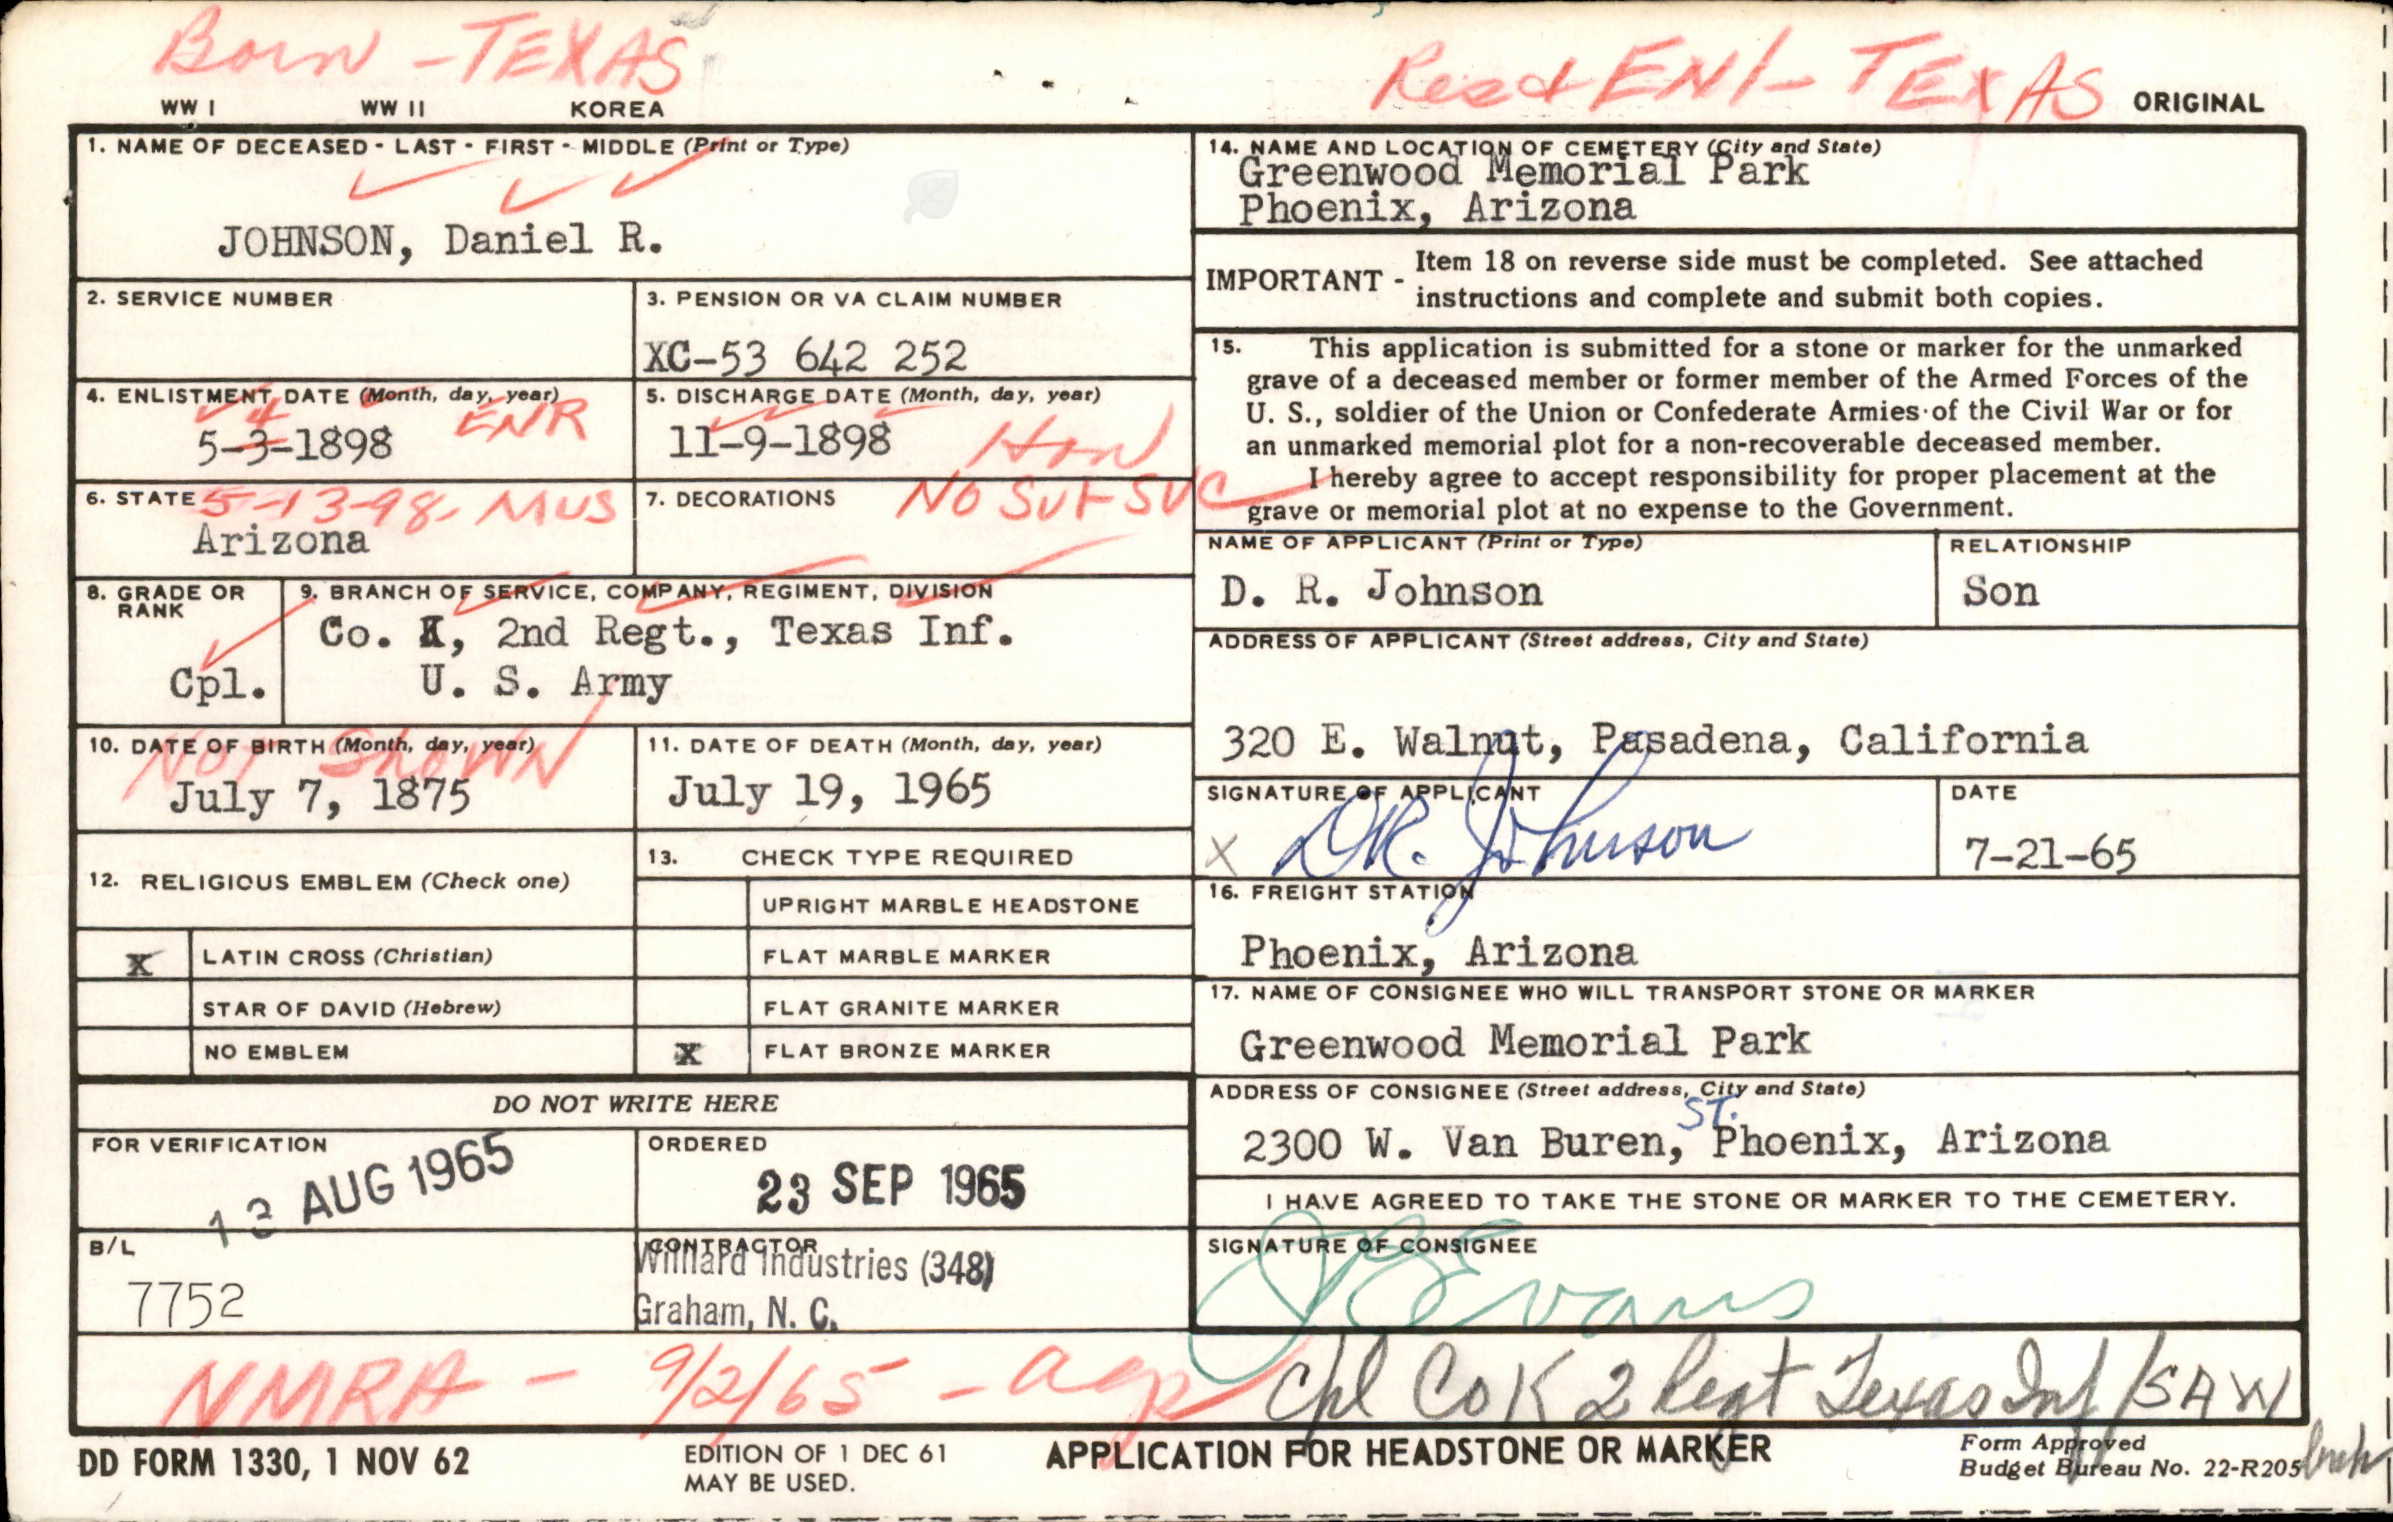 Born - TEXAS
Res + ENl - TEXAS
WW I WW II KOREA
ORIGINAL
1. NAME OF DECEASED - LAST - FIRST - MIDDLE (Print or Type)
JOHNSON, Daniel R.
2. SERVICE NUMBER
3. PENSION OR VA CLAIM NUMBER
XC-53 642 252
4. ENLISTMENT DATE (Month, day, year)
4 ENR
5-3-1898
5. DISCHARGE DATE (Month, day, year)
11-9-1898 Hon
6. STATE 5-13-98- MUS
Arizona
7. DECORATIONS No Svc
8. GRADE OR RANK
Cpl.
9. BRANCH OF SERVICE, COMPANY, REGIMENT, DIVISION
Co. K, 2nd Regt., Texas Inf.
U. S. Army
10. DATE OF BIRTH (Month, day, year)
NOT SHOWN
July 7, 1875
11. DATE OF DEATH (Month, day, year)
July 19, 1965
12. RELIGIOUS EMBLEM (Check one)
X LATIN CROSS (Christian)
STAR OF DAVID (Hebrew)
NO EMBLEM
13. CHECK TYPE REQUIRED
UPRIGHT MARBLE HEADSTONE
FLAT MARBLE MARKER
FLAT GRANITE MARKER
X FLAT BRONZE MARKER
DO NOT WRITE HERE
FOR VERIFICATION
13 AUG 1965
ORDERED
23 SEP 1965
B/L
7752
CONTRACTOR
Willard Industries (348)
Graham, N. C.
14. NAME AND LOCATION OF CEMETERY (City and State)
Greenwood Memorial Park
Phoenix, Arizona
IMPORTANT - Item 18 on reverse side must be completed. See attached
instructions and complete and submit both copies.
15. This application is submitted for a stone or marker for the unmarked
grave of a deceased member or former member of the Armed Forces of the
U. S., soldier of the Union or Confederate Armies of the Civil War or for
an unmarked memorial plot for a non-recoverable deceased member.
I hereby agree to accept responsibility for proper placement at the
grave or memorial plot at no expense to the Government.
NAME OF APPLICANT (Print or Type)
D. R. Johnson
RELATIONSHIP
Son
ADDRESS OF APPLICANT (Street address, City and State)
320 E. Walnut, Pasadena, California
SIGNATURE OF APPLICANT
X DR. Johnson
DATE
7-21-65
16. FREIGHT STATION
Phoenix, Arizona
17. NAME OF CONSIGNEE WHO WILL TRANSPORT STONE OR MARKER
Greenwood Memorial Park
ADDRESS OF CONSIGNEE (Street address, City and State)
ST.
2300 W. Van Buren, Phoenix, Arizona
I HAVE AGREED TO TAKE THE STONE OR MARKER TO THE CEMETERY.
SIGNATURE OF CONSIGNEE
Evans
NMRA - 9/2/65 - agp
Cpl Co K 2 Regt Texas Inf/SAW
DD FORM 1330, 1 NOV 62
EDITION OF 1 DEC 61
MAY BE USED.
APPLICATION FOR HEADSTONE OR MARKER
Form Approved
Budget Bureau No. 22-R205